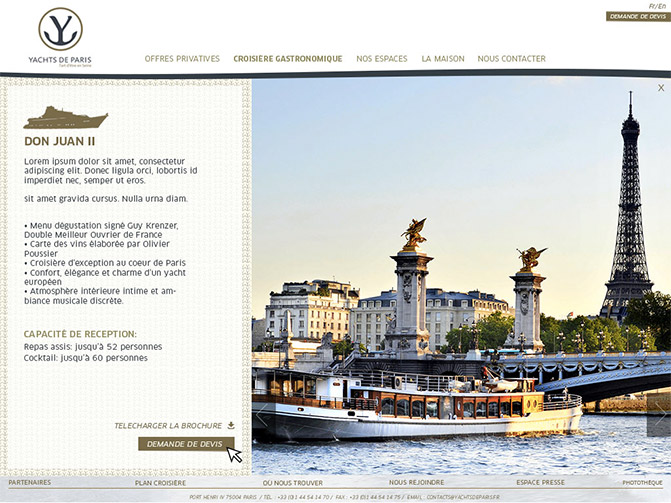 Fr/En
DEMANDE DE DEVIS
YACHTS DE PARIS
OFFRES PRIVATIVES CROISIÈRE GASTRONOMIQUE NOS ESPACES LA MAISON NOUS CONTACTER
X
DON JUAN II
Lorem ipsum dolor sit amet, consectetur
adipiscing elit. Donec ligula orci, lobortis id
imperdiet nec, semper ut eros.
sit amet gravida cursus. Nulla urna diam.
• Menu dégustation signé Guy Krenzer,
Double Meilleur Ouvrier de France
• Carte des vins élaborée par Olivier
Poussier
• Croisière d'exception au coeur de Paris
• Confort, élégance et charme d'un yacht
européen
• Atmosphère intérieure intime et am-
biance musicale discrète.
CAPACITÉ DE RECEPTION:
Repas assis: jusqu'à 52 personnes
Cocktail: jusqu'à 60 personnes
TELECHARGER LA BROCHURE
DEMANDE DE DEVIS
PARTENAIRES PLAN CROISIÈRE OÙ NOUS TROUVER NOUS REJOINDRE ESPACE PRESSE PHOTOTHÈQUE
PORT HENRI IV 75004 PARIS / TEL : +33 (0)1 44 54 14 70 / FAX : +33 (0)1 44 54 14 75 / EMAIL : CONTACT@YACHTSDEPARIS.FR